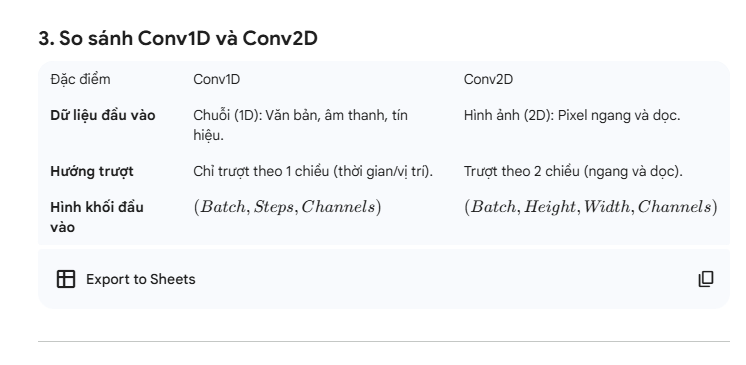 3. So sánh Conv1D và Conv2D
Đặc điểm Conv1D Conv2D
Dữ liệu đầu vào Chuỗi (1D): Văn bản, âm thanh, tín Hình ảnh (2D): Pixel ngang và dọc.
hiệu.
Hướng trượt Chỉ trượt theo 1 chiều (thời gian/vị trí). Trượt theo 2 chiều (ngang và dọc).
Hình khối đầu (Batch, Steps, Channels) (Batch, Height, Width, Channels)
vào
Export to Sheets